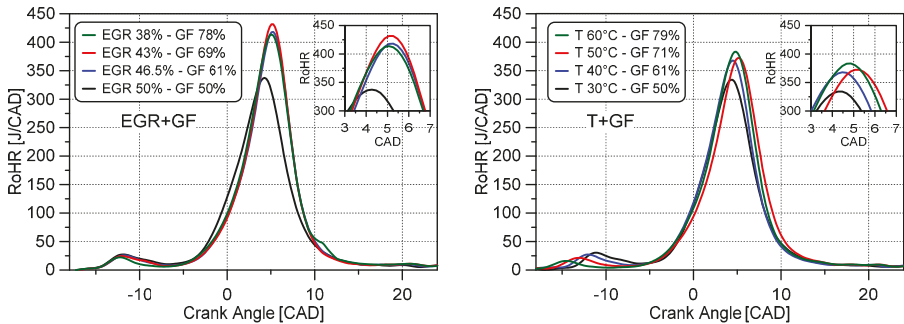 450
400
350
300
250
200
150
100
50
0
RoHR [J/CAD]
-10
0
10
20
Crank Angle [CAD]
EGR 38% - GF 78%
EGR 43% - GF 69%
EGR 46.5% - GF 61%
EGR 50% - GF 50%
EGR+GF
RoHR
450
400
350
300
3
4
5
6
7
CAD
450
400
350
300
250
200
150
100
50
0
RoHR [J/CAD]
-10
0
10
20
Crank Angle [CAD]
T 60°C - GF 79%
T 50°C - GF 71%
T 40°C - GF 61%
T 30°C - GF 50%
T+GF
RoHR
450
400
350
300
3
4
5
6
7
CAD